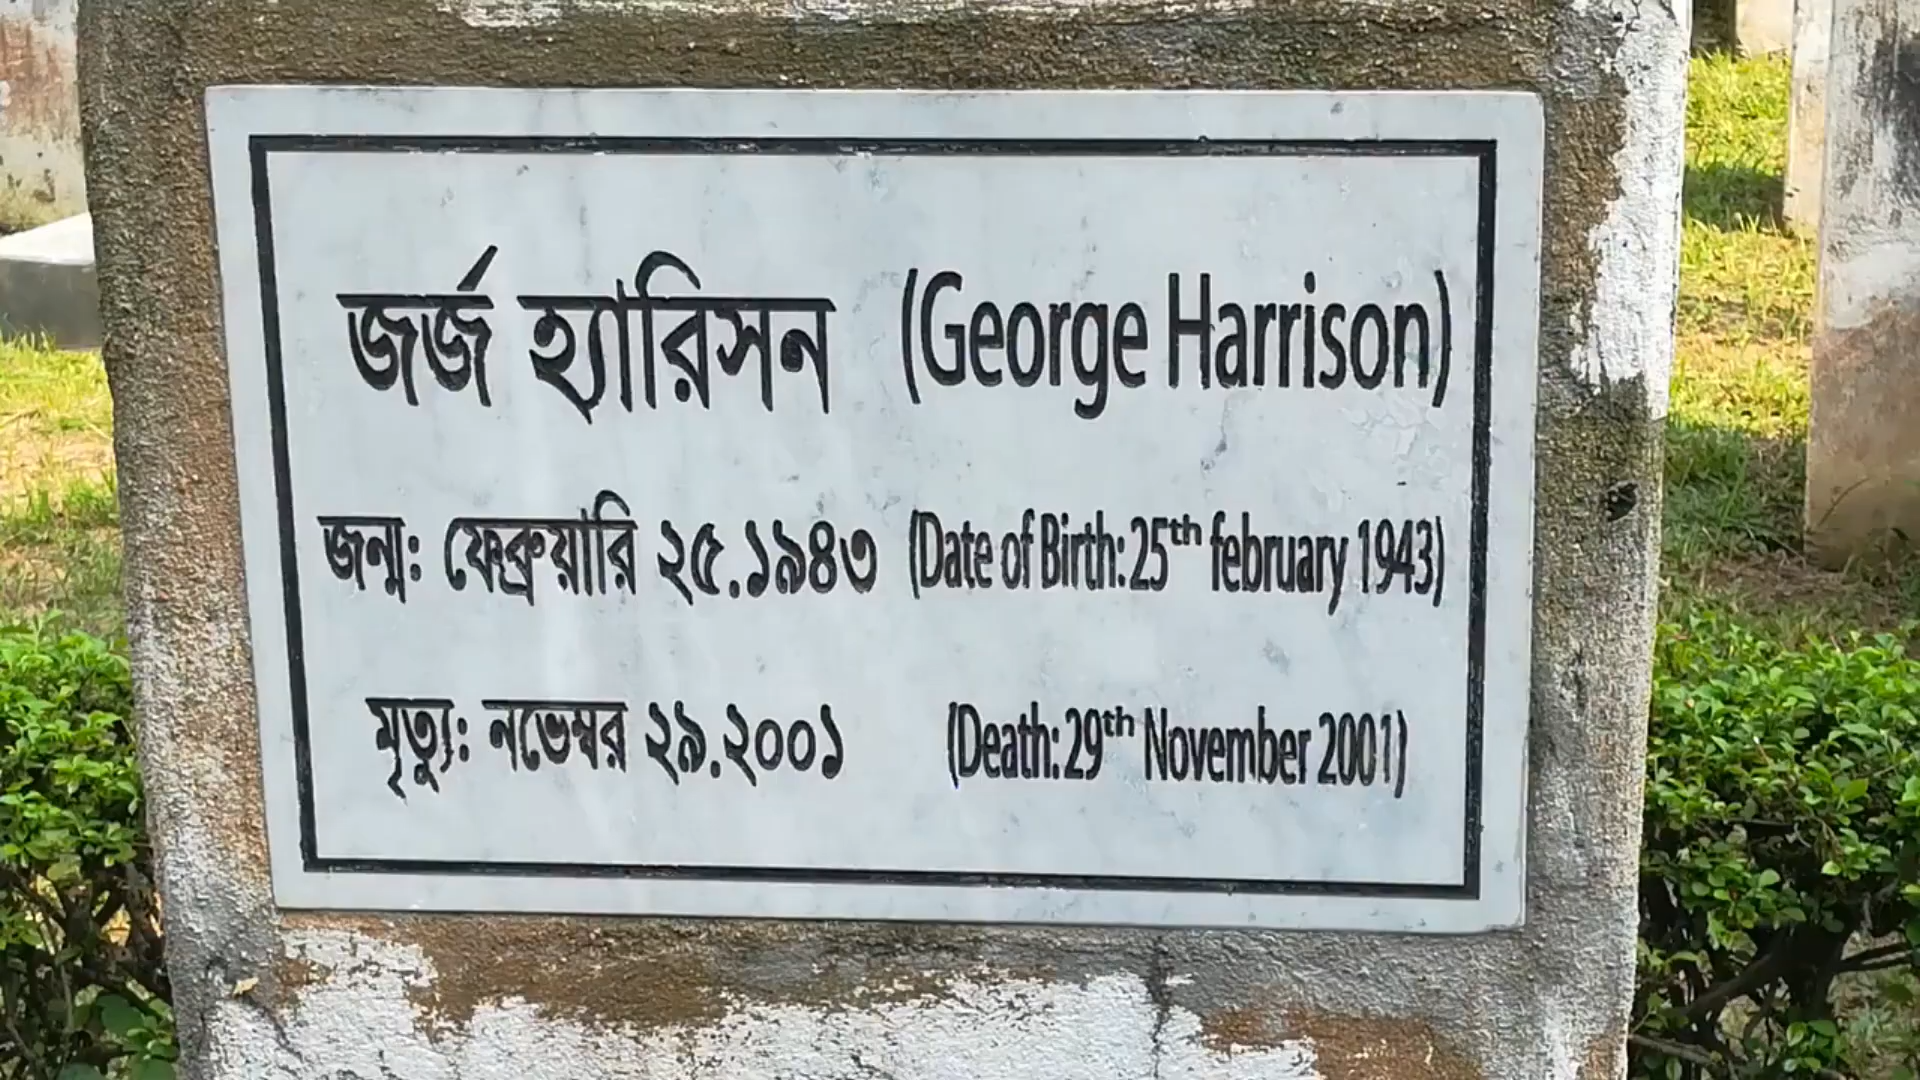 জর্জ হ্যারিসন (George Harrison)
জন্ম: ফেব্রুয়ারি ২৫.১৯৪৩ (Date of Birth:25th february 1943)
মৃত্যু: নভেম্বর ২৯.২০০১ (Death:29th November 2001)